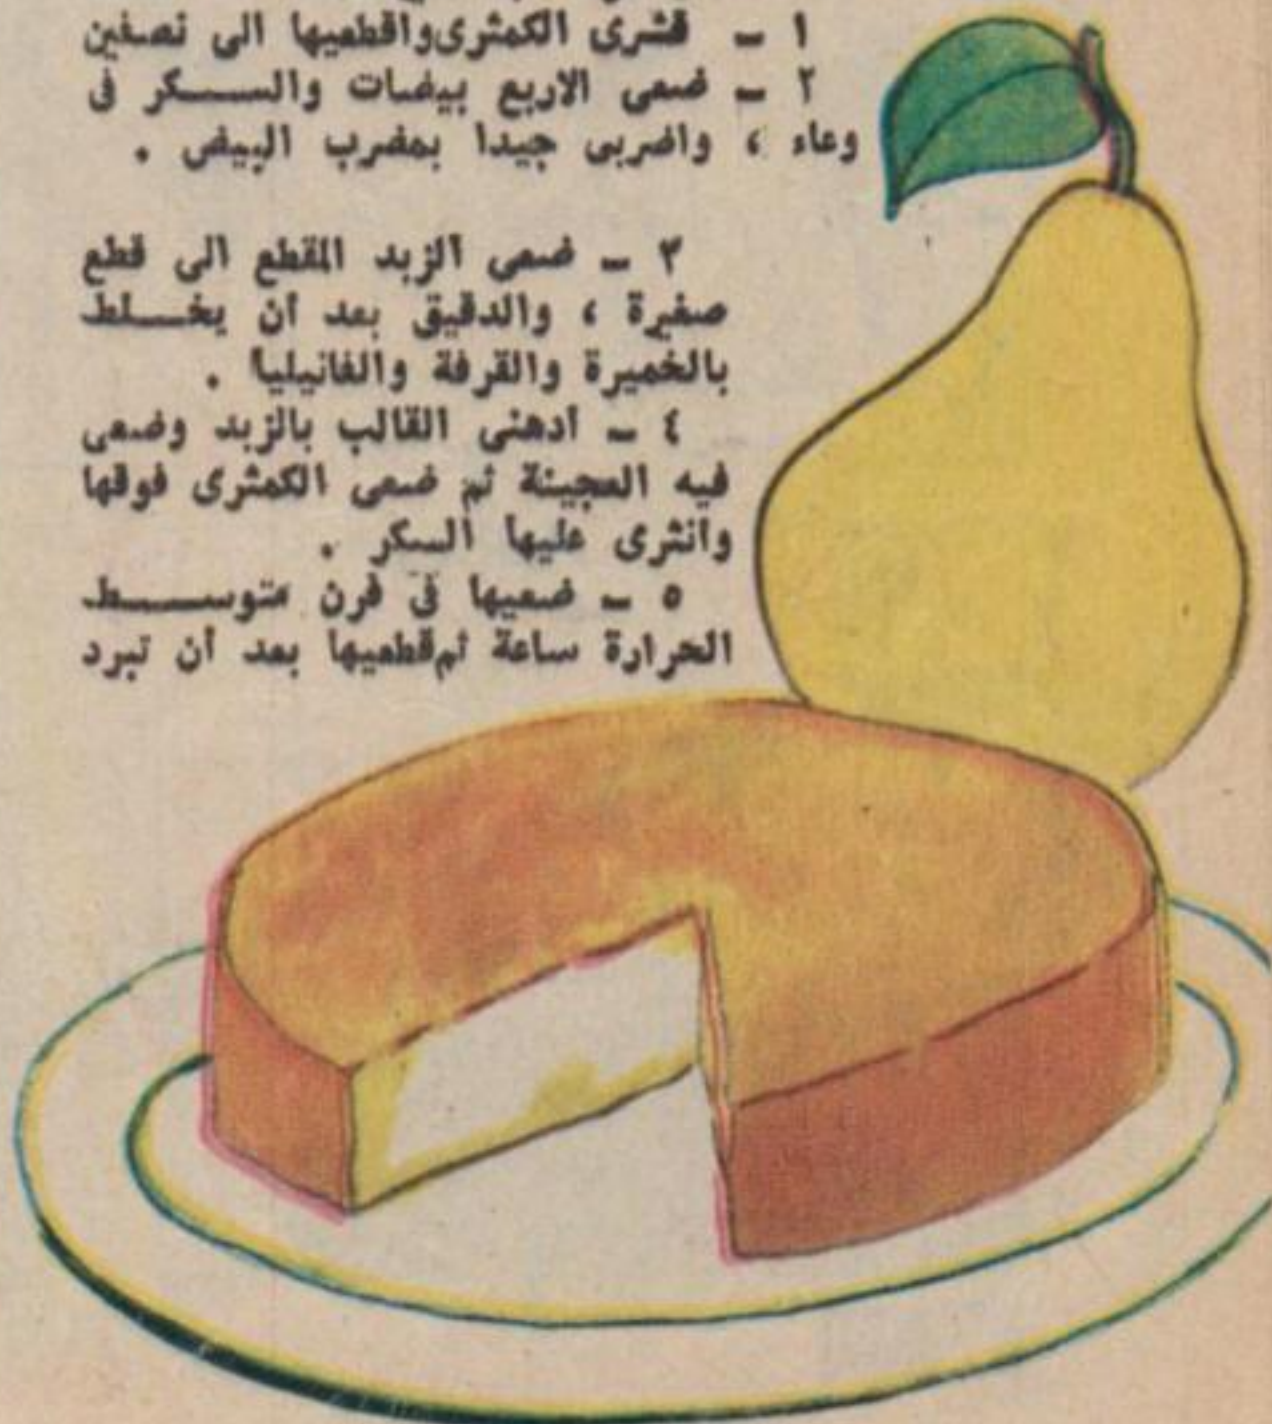 ١ ـ قشرى الكمثرى واقطعيها الى نصفين
٢ ـ ضعى الاربع بيضات والسكر فى
وعاء ، واضربى جيدا بمضرب البيض .
٣ ـ ضعى الزبد المقطع الى قطع
صغيرة ، والدقيق بعد أن يخلط
بالخميرة والقرفة والفانيليا .
٤ ـ أدهنى القالب بالزبد وضعى
فيه العجينة ثم ضعى الكمثرى فوقها
وانثرى عليها السكر .
٥ ـ ضعيها فى فرن متوسط
الحرارة ساعة ثم قطعيها بعد أن تبرد